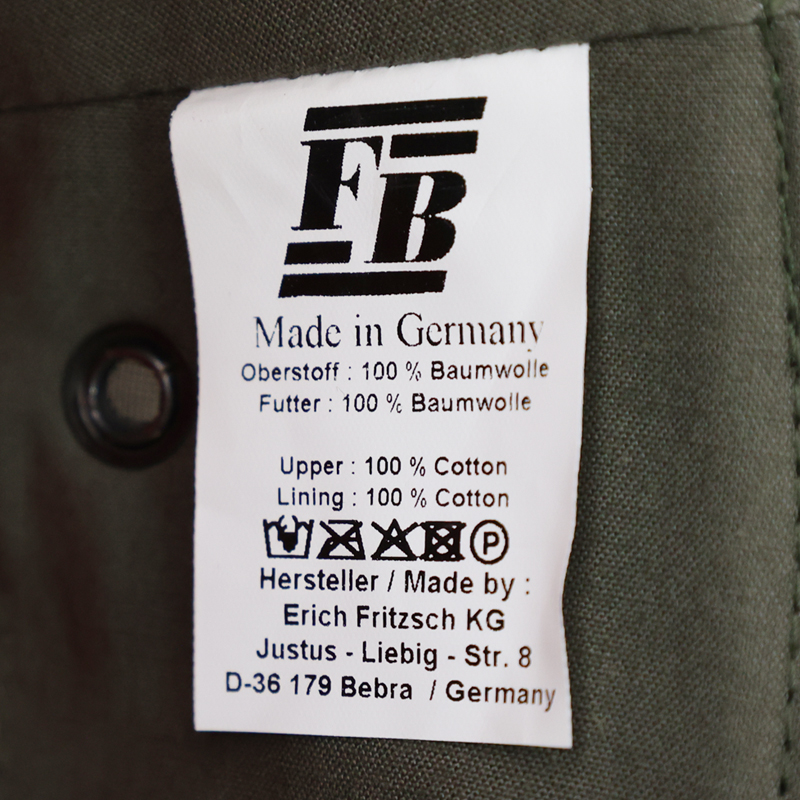 FB
Made in Germany
Oberstoff : 100 % Baumwolle
Futter : 100 % Baumwolle
Upper : 100 % Cotton
Lining : 100 % Cotton
P
Hersteller / Made by :
Erich Fritzsch KG
Justus - Liebig - Str. 8
D-36 179 Bebra / Germany